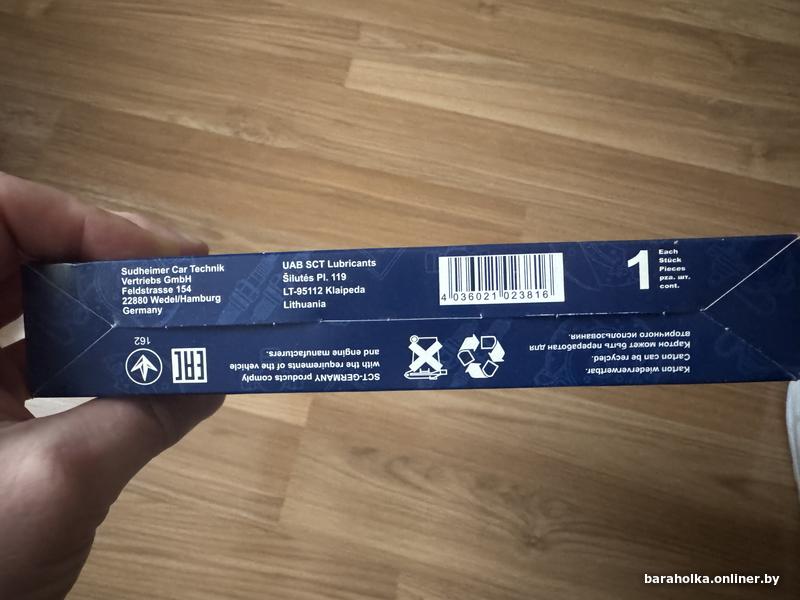 Sudheimer Car Technik
Vertriebs GmbH
Feldstrasse 154
22880 Wedel/Hamburg
Germany
UAB SCT Lubricants
Šilutės Pl. 119
LT-95112 Klaipeda
Lithuania
4 036021 023816
1
Each
Stück
Pieces
pza. шт.
cont.
Karton wiederverwertbar.
Carton can be recycled.
Картон может быть переработан для
вторичного использования.
SCT-GERMANY products comply
with the requirements of the vehicle
and engine manufacturers.
EAC
162
baraholka.onliner.by